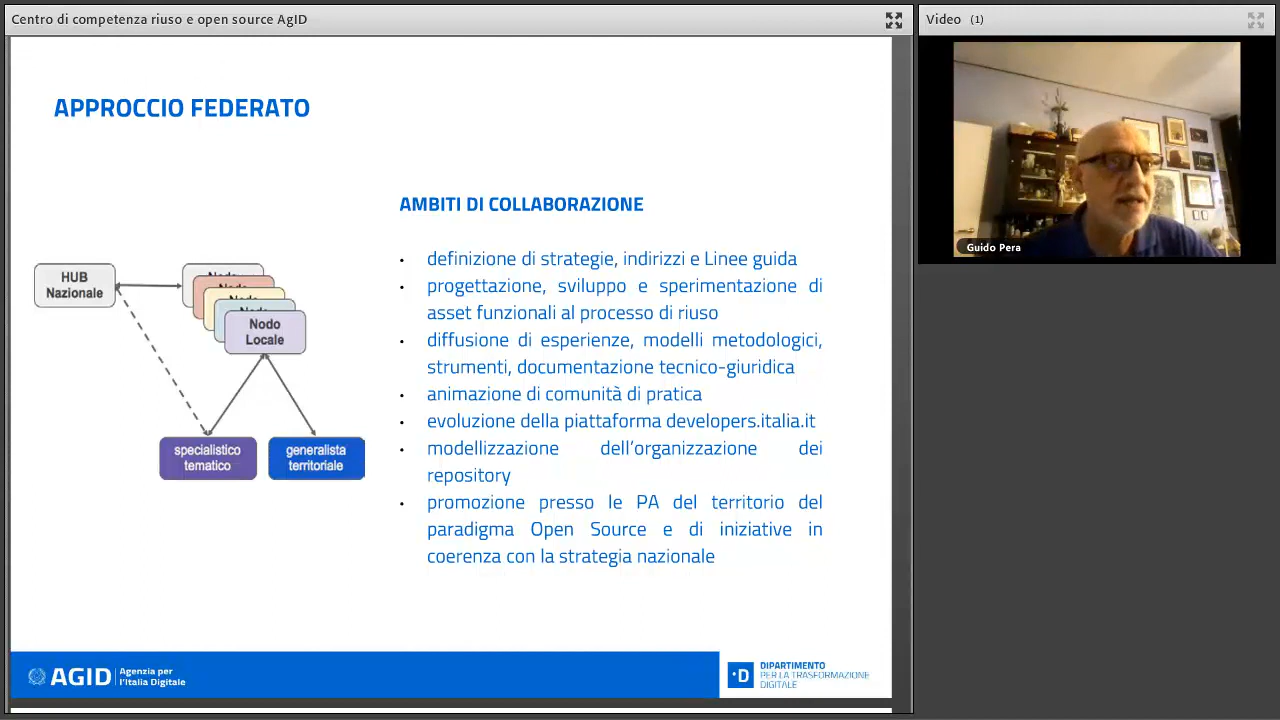 Centro di competenza riuso e open source AgID
Video (1)
APPROCCIO FEDERATO
Guido Pera
AMBITI DI COLLABORAZIONE
HUB
Nazionale
Nodo
Locale
specialistico
tematico
generalista
territoriale
• definizione di strategie, indirizzi e Linee guida
• progettazione, sviluppo e sperimentazione di
asset funzionali al processo di riuso
• diffusione di esperienze, modelli metodologici,
strumenti, documentazione tecnico-giuridica
• animazione di comunità di pratica
• evoluzione della piattaforma developers.italia.it
• modellizzazione dell’organizzazione dei
repository
• promozione presso le PA del territorio del
paradigma Open Source e di iniziative in
coerenza con la strategia nazionale
AGID
Agenzia per
l'Italia Digitale
•D
DIPARTIMENTO
PER LA TRASFORMAZIONE
DIGITALE